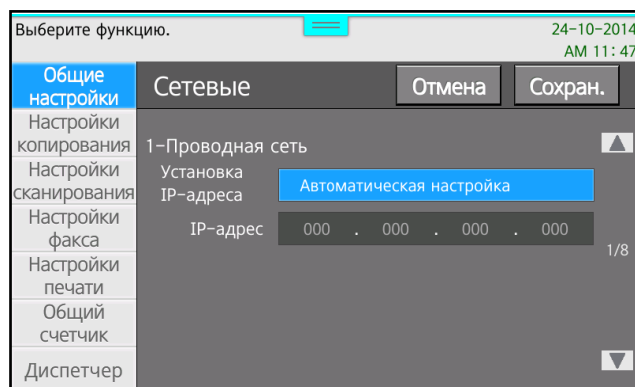 Выберите функцию.
24-10-2014
AM 11: 47
Общие
настройки
Настройки
копирования
Настройки
сканирования
Настройки
факса
Настройки
печати
Общий
счетчик
Диспетчер
Сетевые
Отмена
Сохран.
1-Проводная сеть
Установка
IP-адреса
Автоматическая настройка
IP-адрес
000 . 000 . 000 . 000
1/8